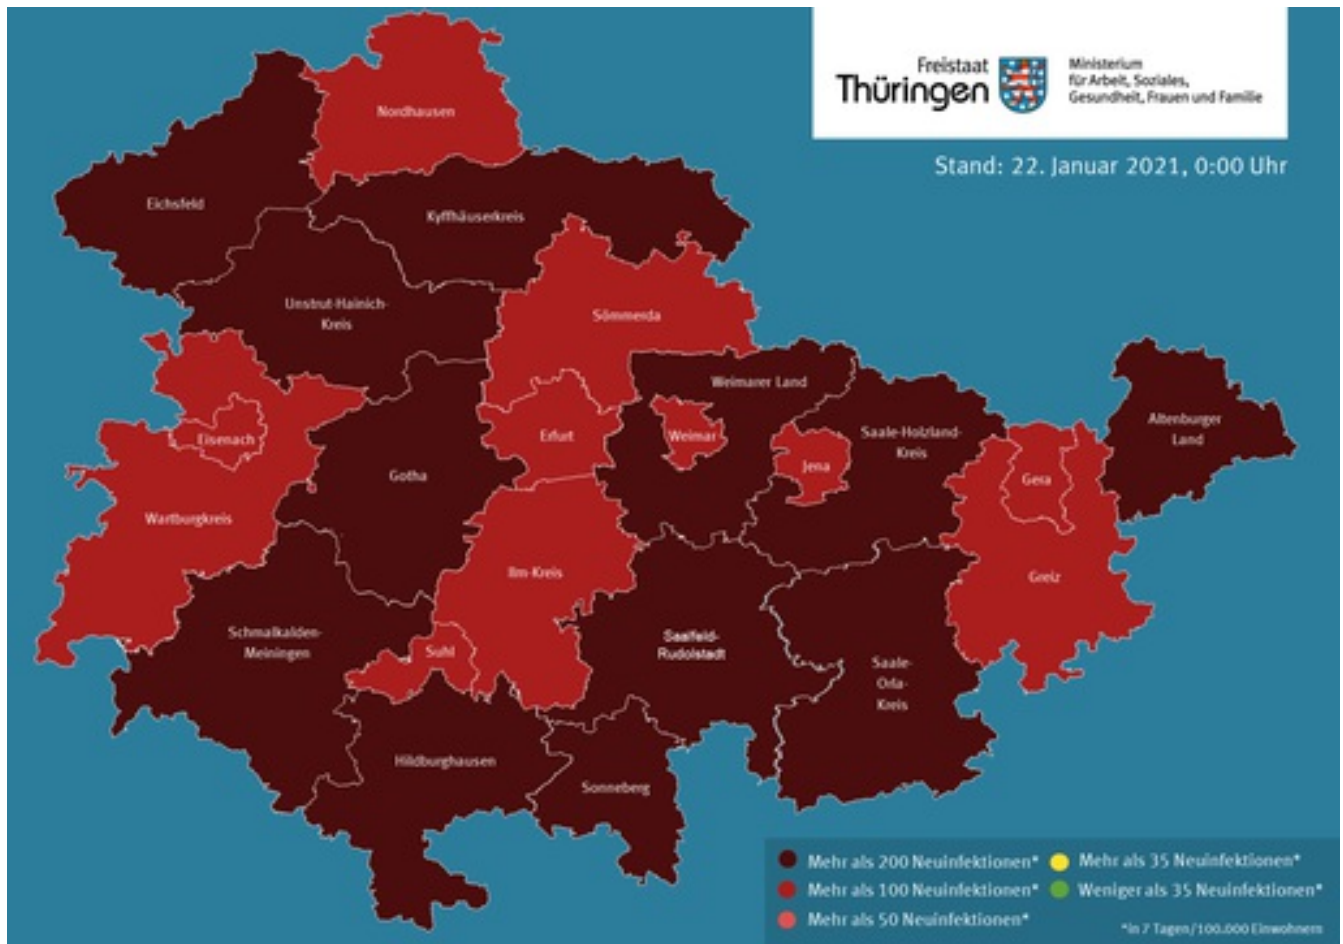 Freistaat
Thüringen
Ministerium
für Arbeit, Soziales,
Gesundheit, Frauen und Familie
Stand: 22. Januar 2021, 0:00 Uhr
Nordhausen
Eichsfeld
Kyffhäuserkreis
Unstrut-Hainich-
Kreis
Sömmerda
Weimarer Land
Altenburger
Land
Eisenach
Erfurt
Weimar
Saale-Holzland-
Kreis
Jena
Gotha
Gera
Wartburgkreis
Ilm-Kreis
Greiz
Schmalkalden-
Meiningen
Suhl
Saalfeld-
Rudolstadt
Saale-
Orla-
Kreis
Hildburghausen
Sonneberg
Mehr als 200 Neuinfektionen*
Mehr als 100 Neuinfektionen*
Mehr als 50 Neuinfektionen*
Mehr als 35 Neuinfektionen*
Weniger als 35 Neuinfektionen*
*in 7 Tagen/100.000 Einwohnern